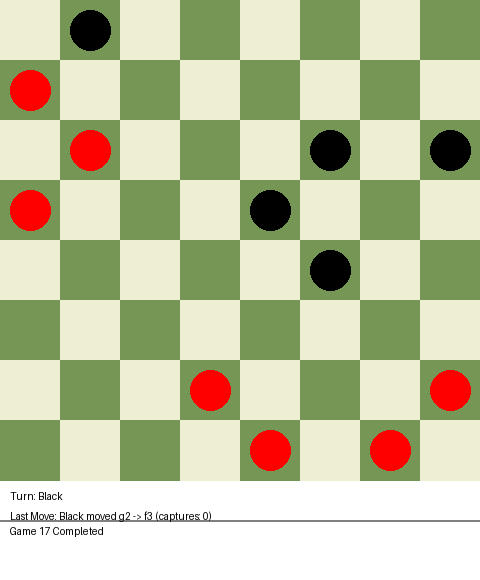 Turn: Black
Last Move: Black moved g2 -> f3 (captures: 0)
Game 17 Completed